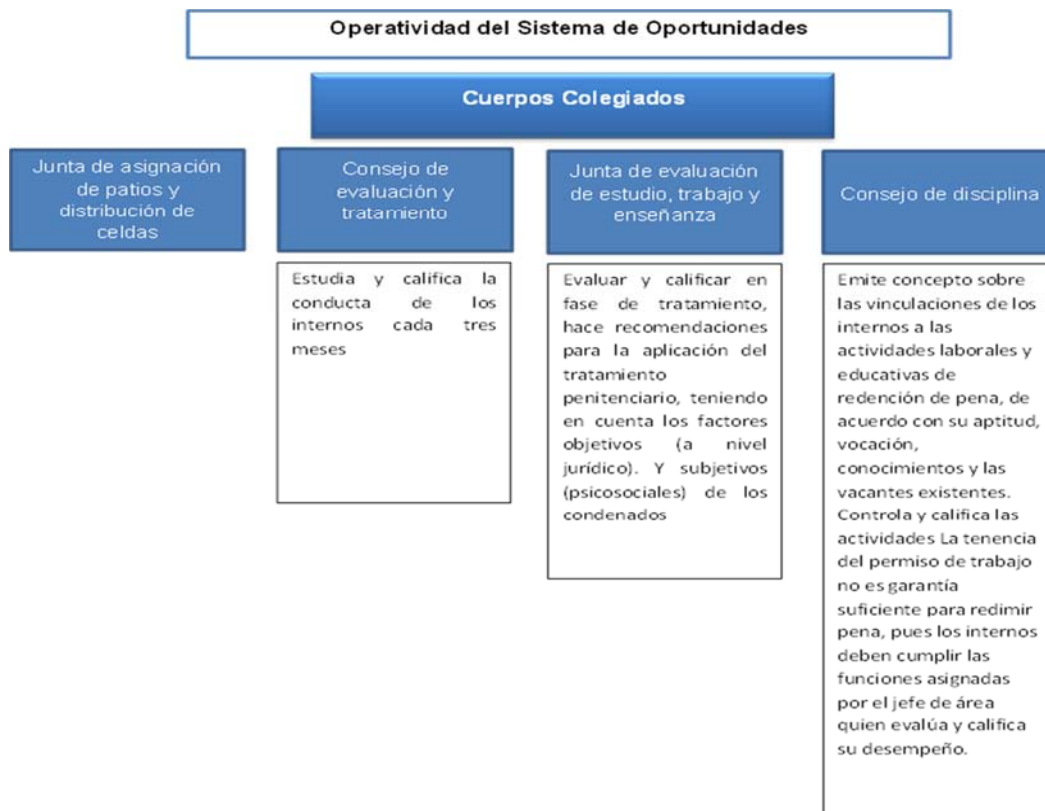 Operatividad del Sistema de Oportunidades
Cuerpos Colegiados
Junta de asignación
de patios y
distribución de
celdas
Consejo de
evaluación y
tratamiento
Junta de evaluación
de estudio, trabajo y
enseñanza
Consejo de disciplina
Estudia y califica la
conducta de los
internos cada tres
meses
Evaluar y calificar en
fase de tratamiento,
hace recomendaciones
para la aplicación del
tratamiento
penitenciario, teniendo
en cuenta los factores
objetivos (a nivel
jurídico). Y subjetivos
(psicosociales) de los
condenados
Emite concepto sobre
las vinculaciones de los
internos a las
actividades laborales y
educativas de
redención de pena, de
acuerdo con su aptitud,
vocación,
conocimientos y las
vacantes existentes.
Controla y califica las
actividades La tenencia
del permiso de trabajo
no es garantía
suficiente para redimir
pena, pues los internos
deben cumplir las
funciones asignadas
por el jefe de área
quien evalúa y califica
su desempeño.